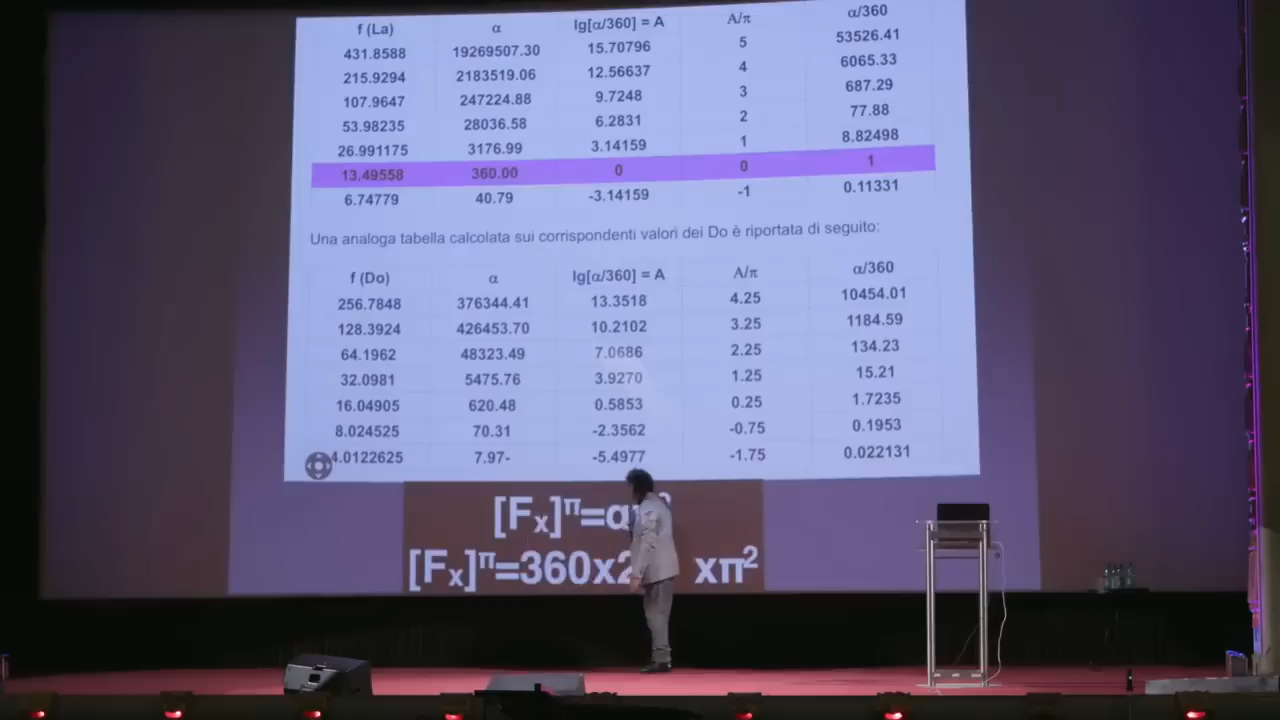 f (La) α lg[α/360] = A A/π α/360
431.8588 19269507.30 15.70796 5 53526.41
215.9294 2183519.06 12.56637 4 6065.33
107.9647 247224.88 9.7248 3 687.29
53.98235 28036.58 6.2831 2 77.88
26.991175 3176.99 3.14159 1 8.82498
13.49558 360.00 0 0 1
6.74779 40.79 -3.14159 -1 0.11331
Una analoga tabella calcolata sui corrispondenti valori dei Do è riportata di seguito:
f (Do) α lg[α/360] = A A/π α/360
256.7848 376344.41 13.3518 4.25 10454.01
128.3924 426453.70 10.2102 3.25 1184.59
64.1962 48323.49 7.0686 2.25 134.23
32.0981 5475.76 3.9270 1.25 15.21
16.04905 620.48 0.5853 0.25 1.7235
8.024525 70.31 -2.3562 -0.75 0.1953
4.0122625 7.97- -5.4977 -1.75 0.022131
[Fx]π=α
[Fx]π=360x2 xπ2